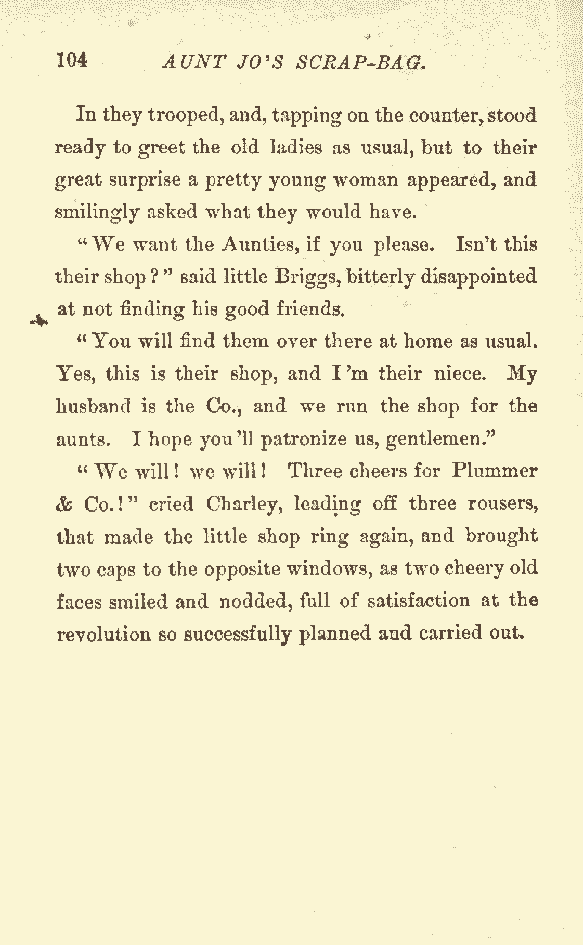 104 AUNT JO'S SCRAP-BAG.
In they trooped, and, tapping on the counter, stood
ready to greet the old ladies as usual, but to their
great surprise a pretty young woman appeared, and
smilingly asked what they would have.
"We want the Aunties, if you please. Isn't this
their shop?" said little Briggs, bitterly disappointed
at not finding his good friends.
"You will find them over there at home as usual.
Yes, this is their shop, and I'm their niece. My
husband is the Co., and we run the shop for the
aunts. I hope you'll patronize us, gentlemen."
"We will! we will! Three cheers for Plummer
& Co.!" cried Charley, leading off three rousers,
that made the little shop ring again, and brought
two caps to the opposite windows, as two cheery old
faces smiled and nodded, full of satisfaction at the
revolution so successfully planned and carried out.